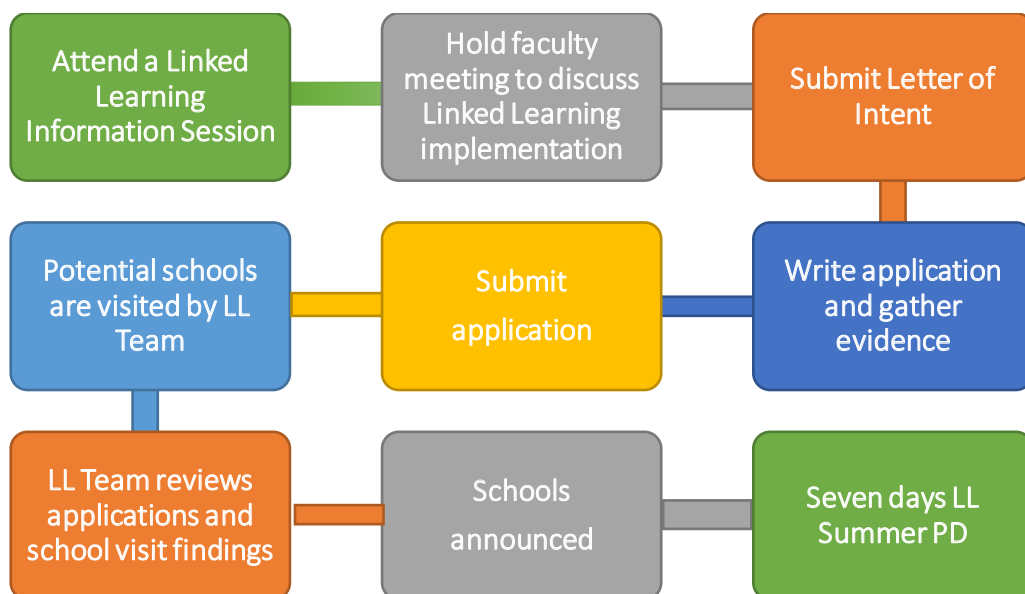 Attend a Linked
Learning
Information Session
Hold faculty
meeting to discuss
Linked Learning
implementation
Submit Letter of
Intent
Write application
and gather
evidence
Submit
application
Potential schools
are visited by LL
Team
LL Team reviews
applications and
school visit findings
Schools
announced
Seven days LL
Summer PD